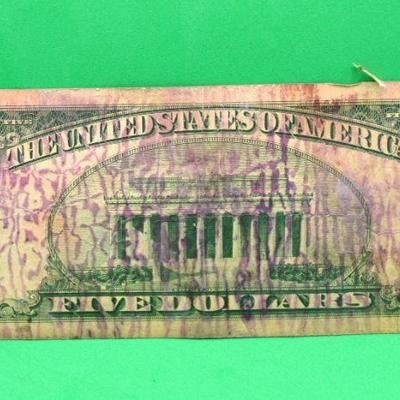 THE UNITED STATES OF AMERICA
FIVE DOLLARS